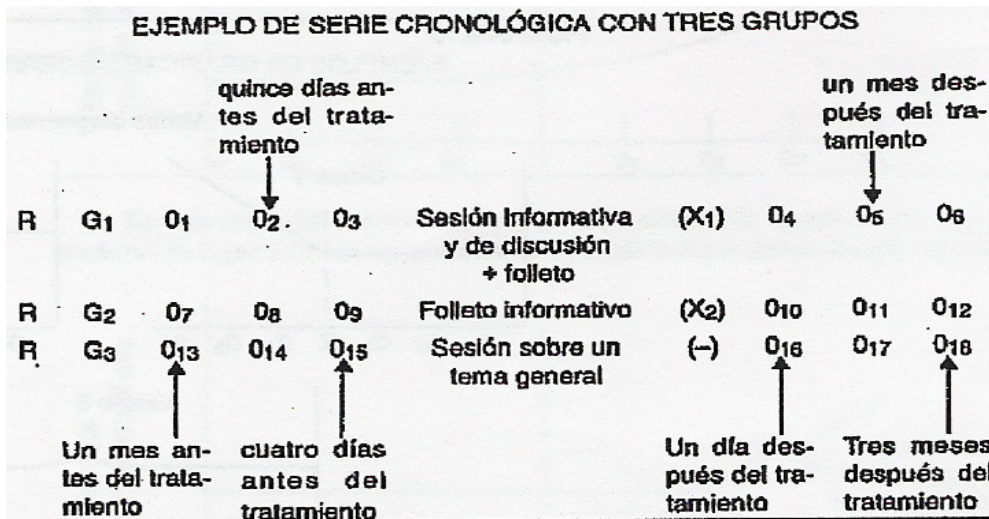 EJEMPLO DE SERIE CRONOLÓGICA CON TRES GRUPOS
quince días an-
tes del trata-
miento
un mes des-
pués del tra-
tamiento
R G₁ 0₁ 0₂ 0₃ Sesión Informativa (X₁) 0₄ 0₅ 0₆
y de discusión
+ folleto
R G₂ 0₇ 0₈ 0₉ Folleto informativo (X₂) 0₁₀ 0₁₁ 0₁₂
R G₃ 0₁₃ 0₁₄ 0₁₅ Sesión sobre un (–) 0₁₆ 0₁₇ 0₁₈
tema general
Un mes an-
tes del trata-
miento
cuatro días
antes del
tratamiento
Un día des-
pués del tra-
tamiento
Tres meses
después del
tratamiento